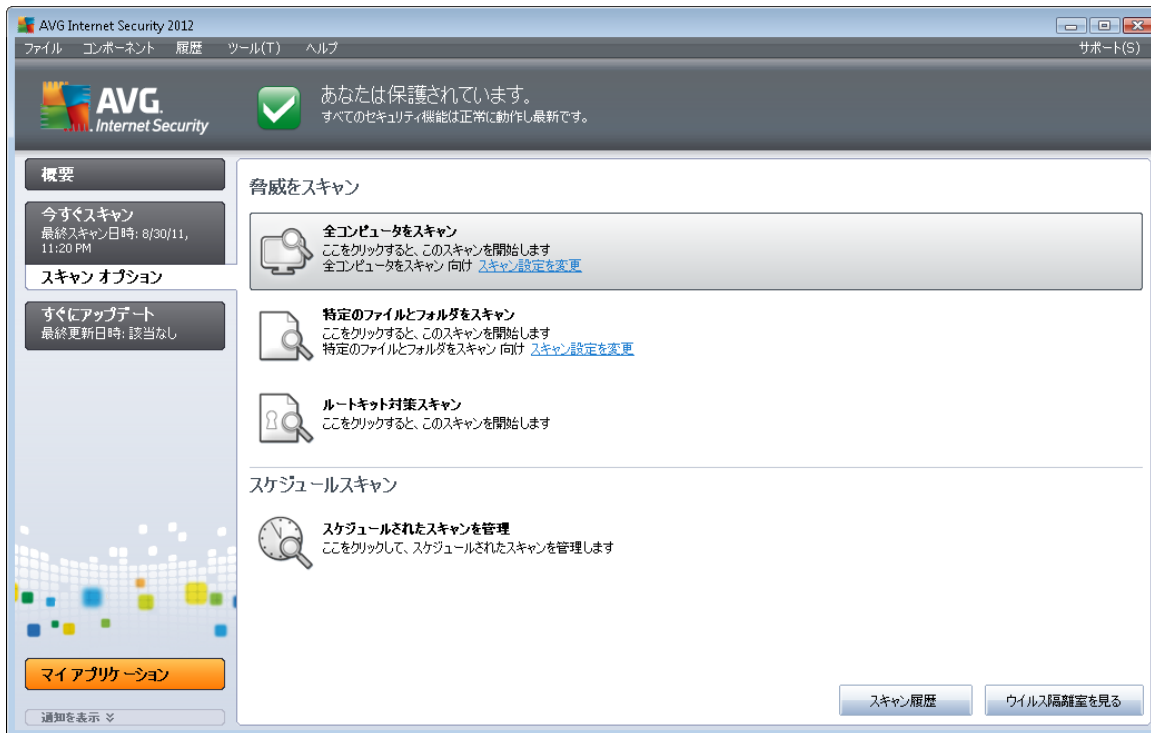 AVG Internet Security 2012
ファイル コンポーネント 履歴 ツール(T) ヘルプ サポート(S)
AVG.
Internet Security
あなたは保護されています。
すべてのセキュリティ機能は正常に動作し最新です。
概要
今すぐスキャン
最終スキャン日時: 8/30/11,
11:20 PM
スキャン オプション
すぐにアップデート
最終更新日時: 該当なし
マイ アプリケーション
通知を表示
脅威をスキャン
全コンピュータをスキャン
ここをクリックすると、このスキャンを開始します
全コンピュータをスキャン 向け スキャン設定を変更
特定のファイルとフォルダをスキャン
ここをクリックすると、このスキャンを開始します
特定のファイルとフォルダをスキャン 向け スキャン設定を変更
ルートキット対策スキャン
ここをクリックすると、このスキャンを開始します
スケジュールスキャン
スケジュールされたスキャンを管理
ここをクリックして、スケジュールされたスキャンを管理します
スキャン履歴
ウイルス隔離室を見る